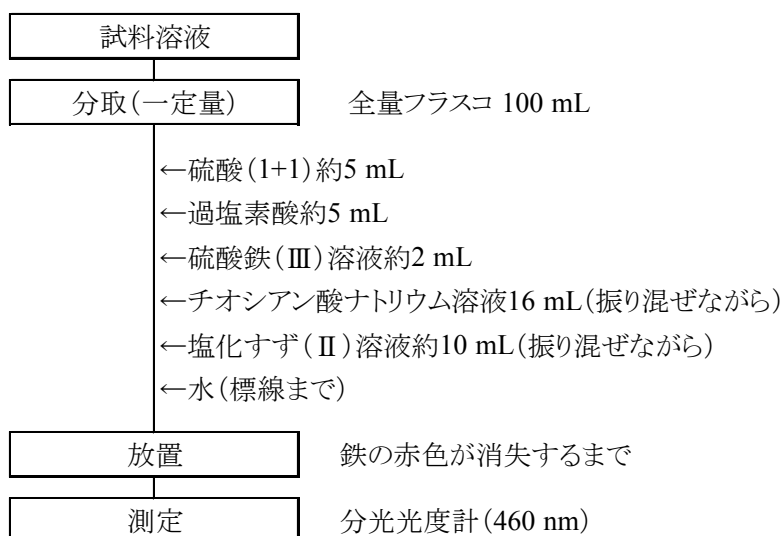 試料溶液
分取(一定量) 全量フラスコ 100 mL
←硫酸(1+1)約5 mL
←過塩素酸約5 mL
←硫酸鉄(Ⅲ)溶液約2 mL
←チオシアン酸ナトリウム溶液16 mL(振り混ぜながら)
←塩化すず(Ⅱ)溶液約10 mL(振り混ぜながら)
←水(標線まで)
放置 鉄の赤色が消失するまで
測定 分光光度計(460 nm)